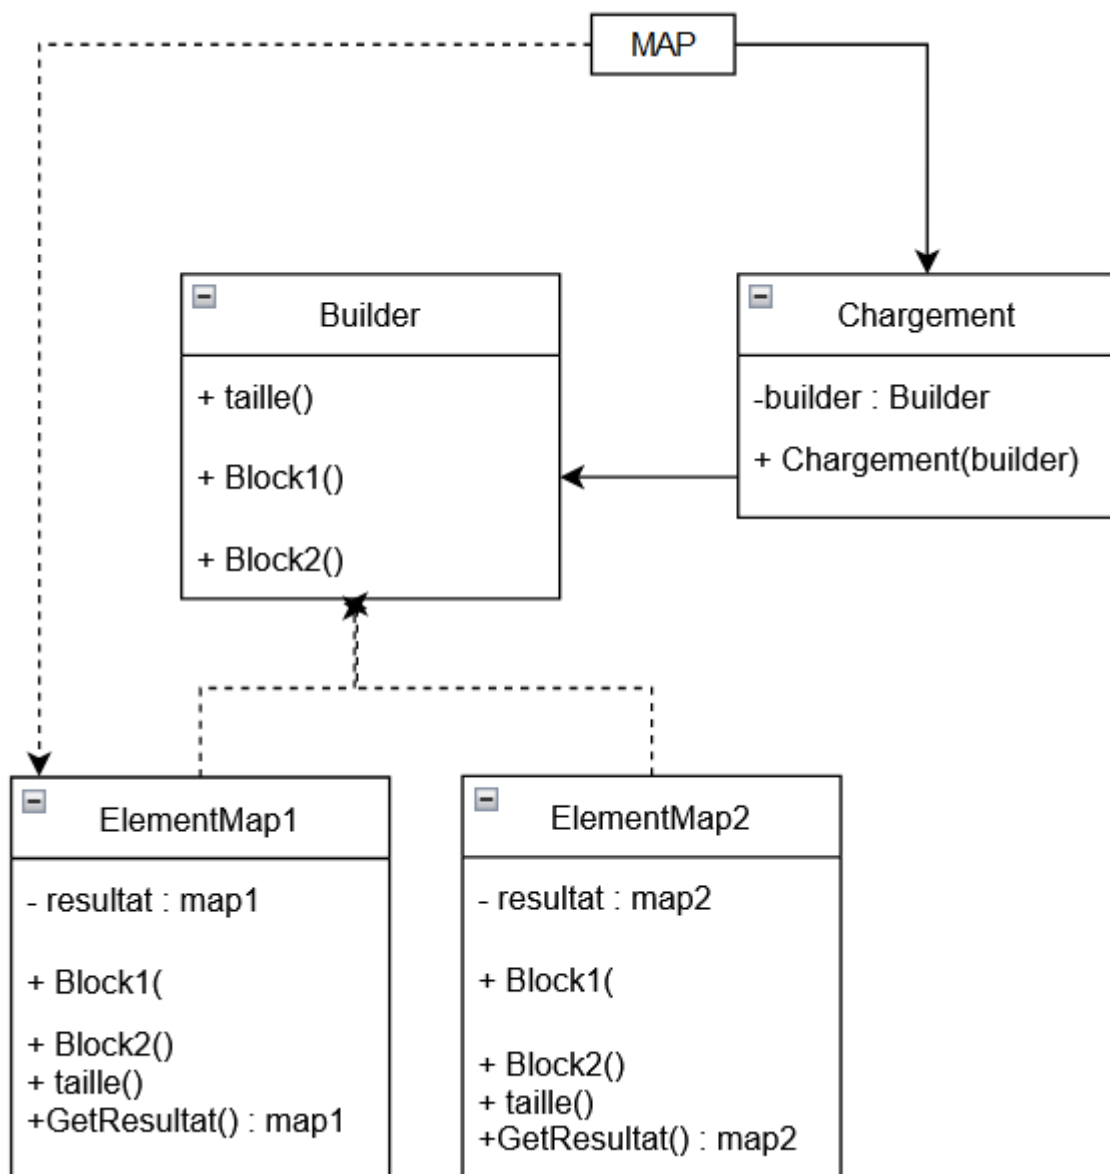 MAP
Builder
+ taille()
+ Block1()
+ Block2()
Chargement
-builder : Builder
+ Chargement(builder)
ElementMap1
- resultat : map1
+ Block1(
+ Block2()
+ taille()
+GetResultat() : map1
ElementMap2
- resultat : map2
+ Block1(
+ Block2()
+ taille()
+GetResultat() : map2